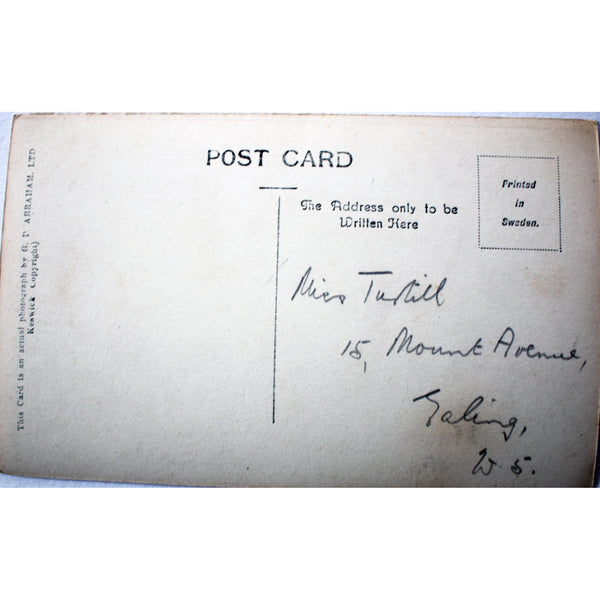 POST CARD
This Card is an actual photograph by G. P. ABRAHAM, LTD
Keswick (Copyright)
The Address only to be
Written Here
Printed
in
Sweden.
Miss
15, Mount Avenue,
Ealing,
W 5.